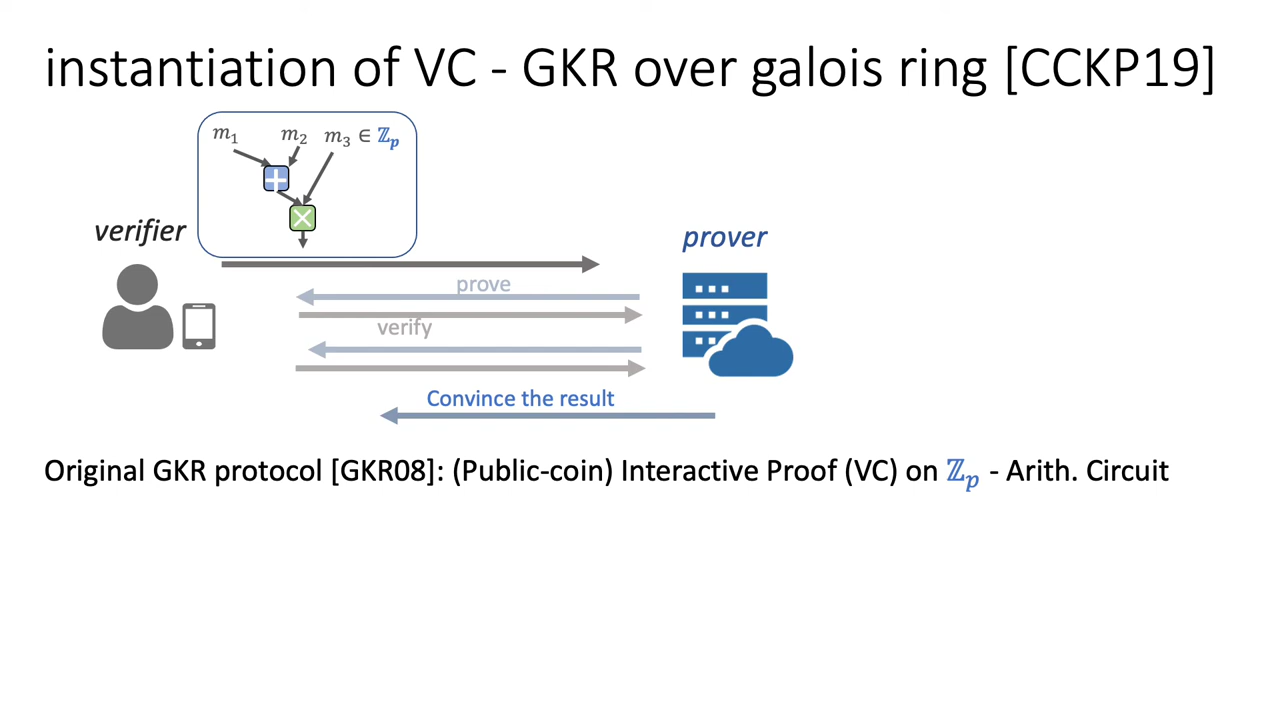 instantiation of VC - GKR over galois ring [CCKP19]
m₁ m₂ m₃ ∈ ℤₚ
+
×
verifier
prover
prove
verify
Convince the result
Original GKR protocol [GKR08]: (Public-coin) Interactive Proof (VC) on ℤₚ - Arith. Circuit